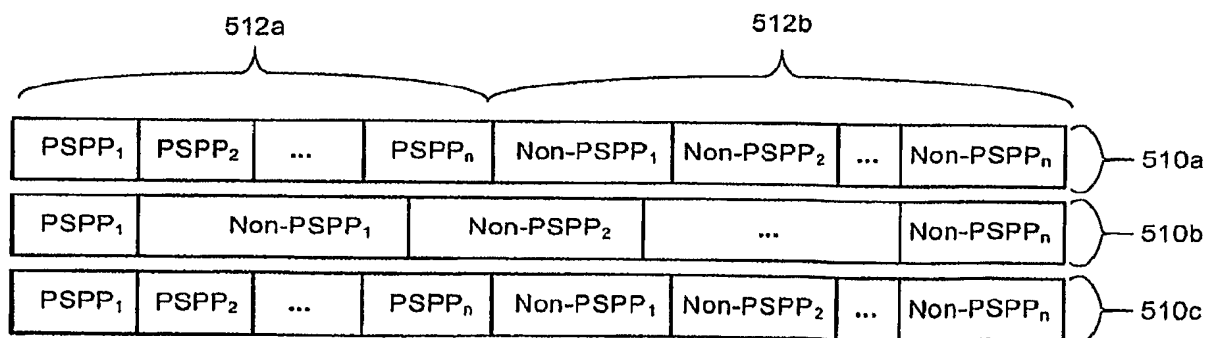 512a 512b
PSPP₁ PSPP₂ ... PSPPₙ Non-PSPP₁ Non-PSPP₂ ... Non-PSPPₙ 510a
PSPP₁ Non-PSPP₁ Non-PSPP₂ ... Non-PSPPₙ 510b
PSPP₁ PSPP₂ ... PSPPₙ Non-PSPP₁ Non-PSPP₂ ... Non-PSPPₙ 510c